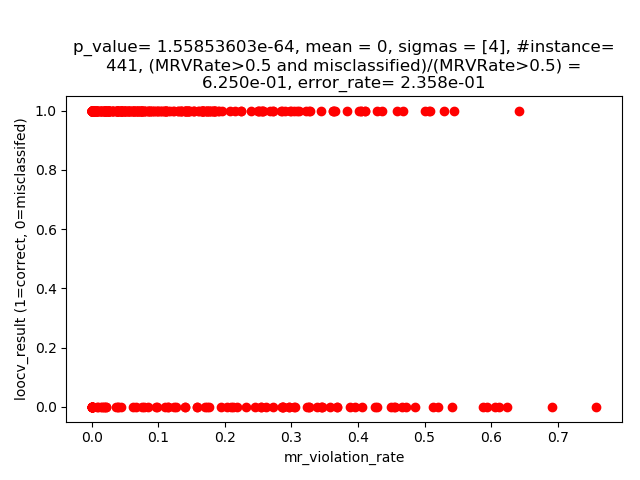 p_value= 1.55853603e-64, mean = 0, sigmas = [4], #instance=
441, (MRVRate>0.5 and misclassified)/(MRVRate>0.5) =
6.250e-01, error_rate= 2.358e-01
loocv_result (1=correct, 0=misclassifed)
1.0
0.8
0.6
0.4
0.2
0.0
0.0 0.1 0.2 0.3 0.4 0.5 0.6 0.7
mr_violation_rate